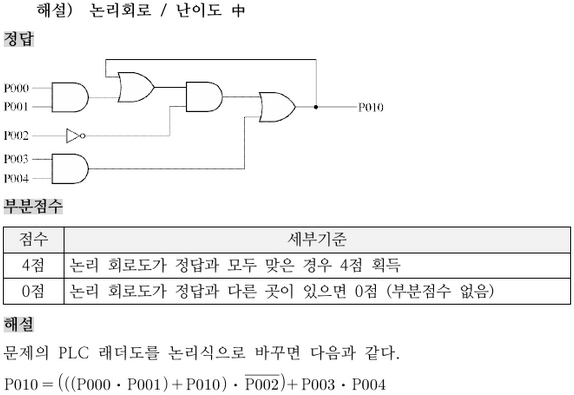 해설) 논리회로 / 난이도 中
정답
P000
P001
P002
P003
P004
P010
부분점수
점수 세부기준
4점 논리 회로도가 정답과 모두 맞은 경우 4점 획득
0점 논리 회로도가 정답과 다른 곳이 있으면 0점 (부분점수 없음)
해설
문제의 PLC 래더도를 논리식으로 바꾸면 다음과 같다.
P010 = (((P000 · P001) + P010) · \overline{P002}) + P003 · P004